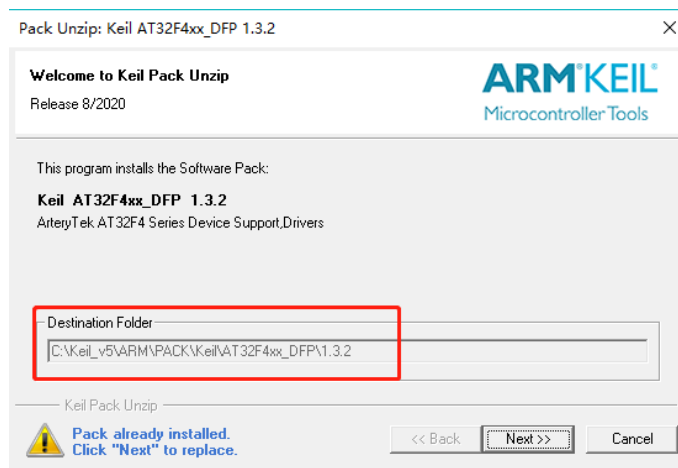 Pack Unzip: Keil AT32F4xx_DFP 1.3.2
Welcome to Keil Pack Unzip
Release 8/2020
ARM®KEIL®
Microcontroller Tools
This program installs the Software Pack:
Keil AT32F4xx_DFP 1.3.2
ArteryTek AT32F4 Series Device Support,Drivers
Destination Folder
C:\Keil_v5\ARM\PACK\Keil\AT32F4xx_DFP\1.3.2
Keil Pack Unzip
Pack already installed.
Click "Next" to replace.
<< Back
Next >>
Cancel